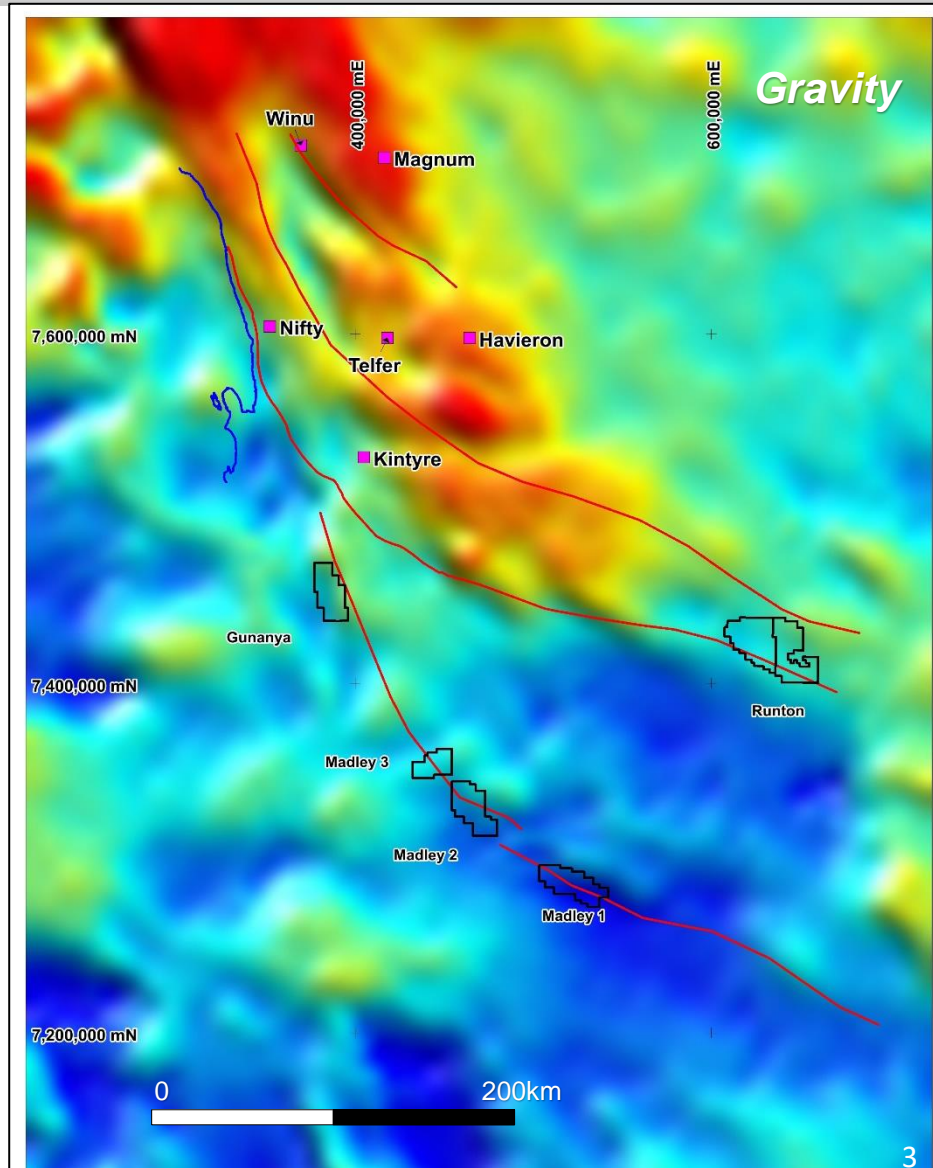 Gravity
400,000 mE
600,000 mE
Winu
Magnum
7,600,000 mN
Nifty
Telfer
Havieron
Kintyre
Gunanya
7,400,000 mN
Runton
Madley 3
Madley 2
Madley 1
7,200,000 mN
0 200km
3